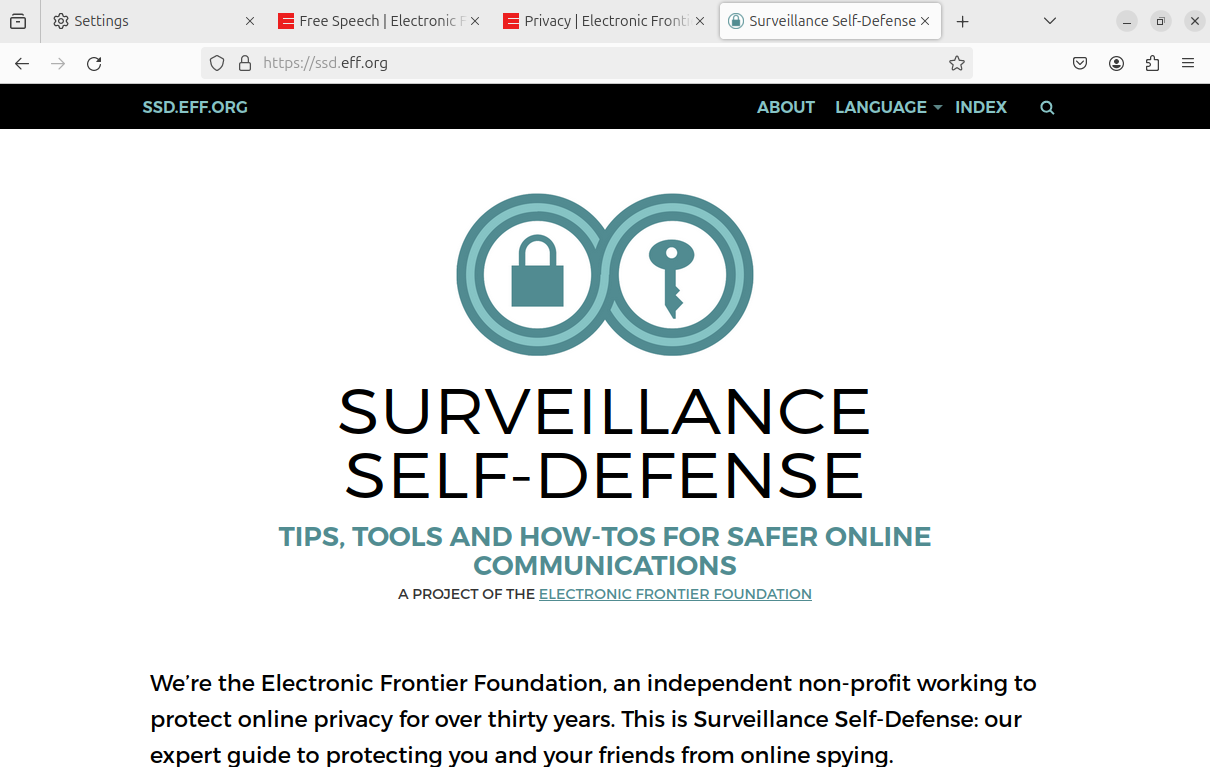 Settings
Free Speech | Electronic F
Privacy | Electronic Fronti
Surveillance Self-Defense
https://ssd.eff.org
SSD.EFF.ORG
ABOUT
LANGUAGE
INDEX
SURVEILLANCE
SELF-DEFENSE
TIPS, TOOLS AND HOW-TOS FOR SAFER ONLINE
COMMUNICATIONS
A PROJECT OF THE ELECTRONIC FRONTIER FOUNDATION
We’re the Electronic Frontier Foundation, an independent non-profit working to
protect online privacy for over thirty years. This is Surveillance Self-Defense: our
expert guide to protecting you and your friends from online spying.